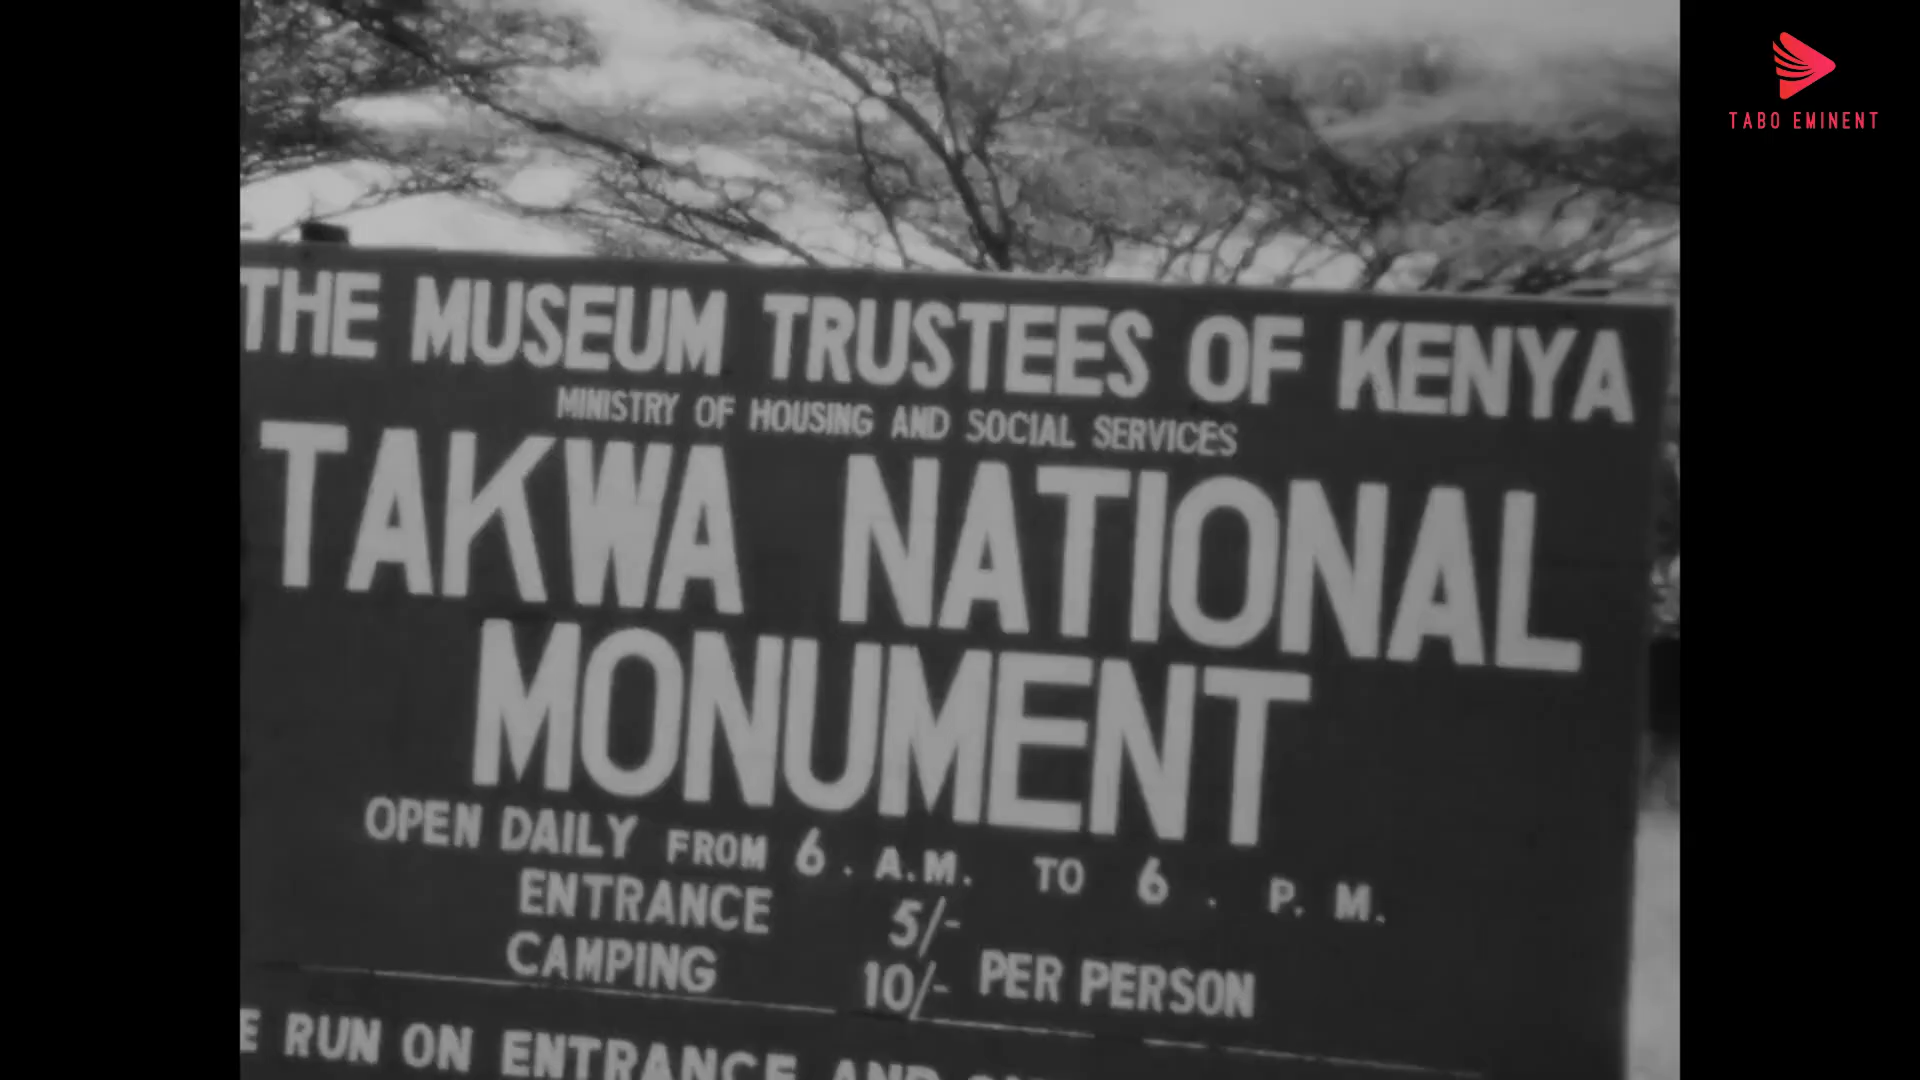 TABO EMINENT
THE MUSEUM TRUSTEES OF KENYA
MINISTRY OF HOUSING AND SOCIAL SERVICES
TAKWA NATIONAL
MONUMENT
OPEN DAILY FROM 6. A.M. TO 6. P. M.
ENTRANCE 5/-
CAMPING 10/- PER PERSON
RUN ON ENTRANCE AND